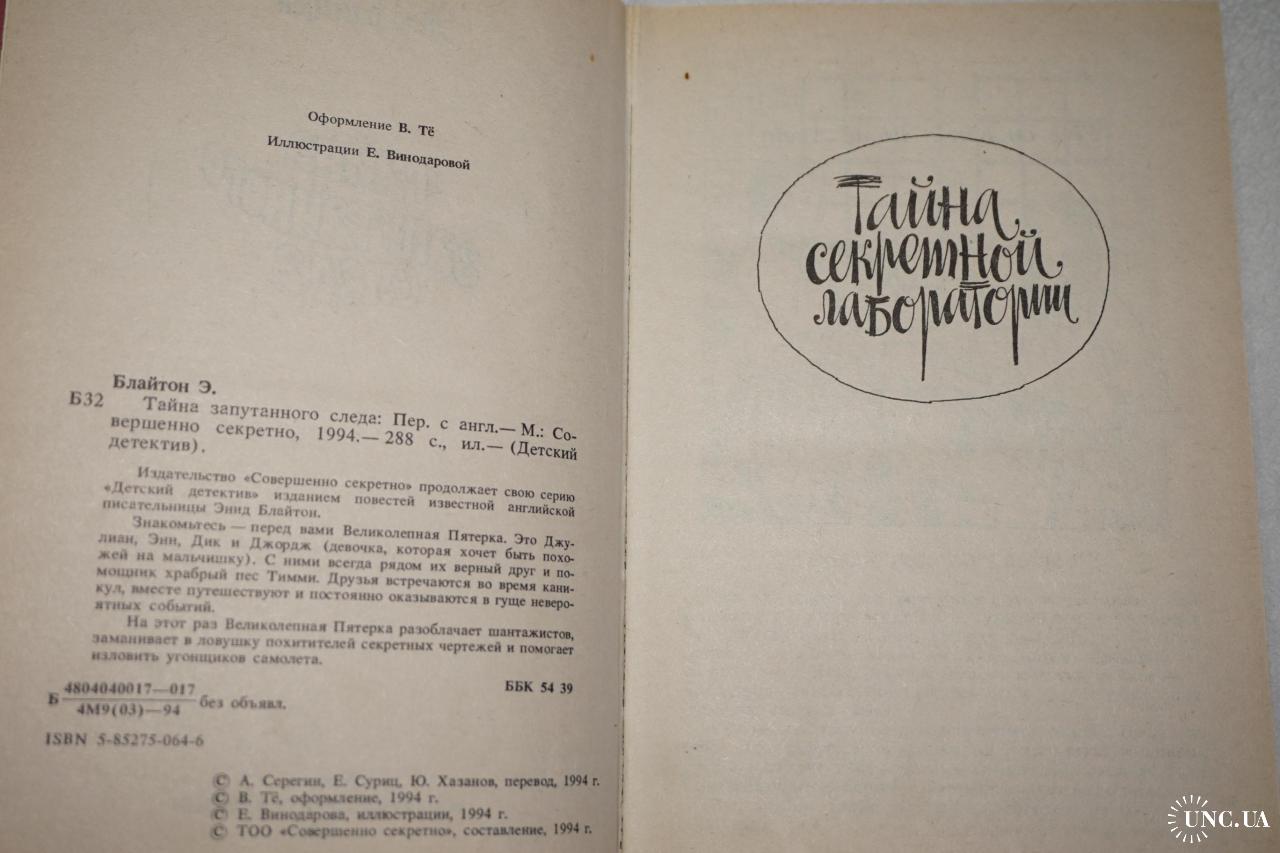 Оформление В. Тё
Иллюстрации Е. Винодаровой
Блайтон Э.
Б32 Тайна запутанного следа: Пер. с англ.— М.: Со-
вершенно секретно, 1994.— 288 с., ил.— (Детский
детектив).
Издательство «Совершенно секретно» продолжает свою серию
«Детский детектив» изданием повестей известной английской
писательницы Энид Блайтон.
Знакомьтесь — перед вами Великолепная Пятерка. Это Джу-
лиан, Энн, Дик и Джордж (девочка, которая хочет быть похо-
жей на мальчишку). С ними всегда рядом их верный друг и по-
мощник храбрый пес Тимми. Друзья встречаются во время кани-
кул, вместе путешествуют и постоянно оказываются в гуще неверо-
ятных событий.
На этот раз Великолепная Пятерка разоблачает шантажистов,
заманивает в ловушку похитителей секретных чертежей и помогает
изловить угонщиков самолета.
Б 4804040017—017
4М9(03)—94 без объявл.
ББК 54 39
ISBN 5-85275-064-6
© А. Серегин, Е. Суриц, Ю. Хазанов, перевод, 1994 г.
© В. Тё, оформление, 1994 г.
© Е. Винодарова, иллюстрации, 1994 г.
© ТОО «Совершенно секретно», составление, 1994 г.
Тайна
секретной
лаборатории
UNC.UA